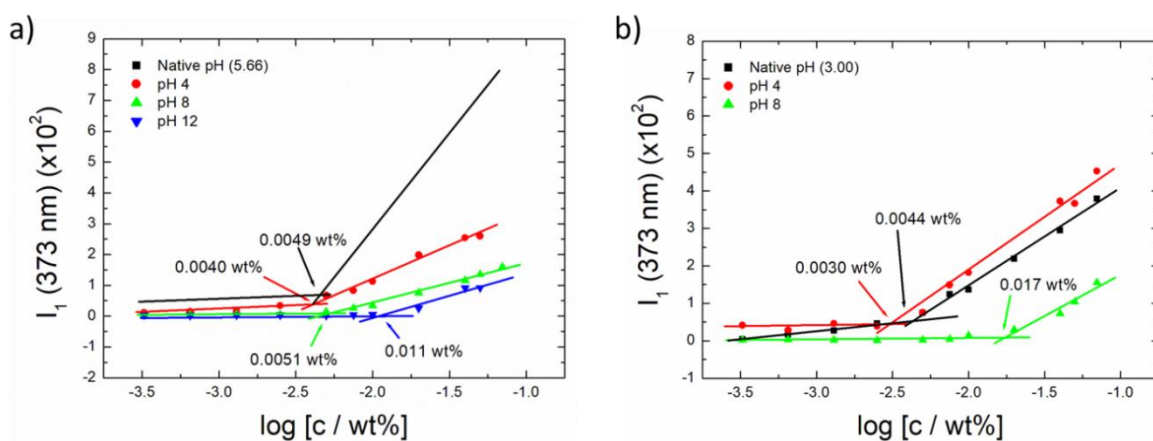 a)
I₁ (373 nm) (x10²)
9
8
7
6
5
4
3
2
1
0
-1
-2
Native pH (5.66)
pH 4
pH 8
pH 12
0.0049 wt%
0.0040 wt%
0.0051 wt%
0.011 wt%
-3.5 -3.0 -2.5 -2.0 -1.5 -1.0
log [c / wt%]
b)
I₁ (373 nm) (x10²)
8
7
6
5
4
3
2
1
0
-1
Native pH (3.00)
pH 4
pH 8
0.0044 wt%
0.0030 wt%
0.017 wt%
-3.5 -3.0 -2.5 -2.0 -1.5 -1.0
log [c / wt%]